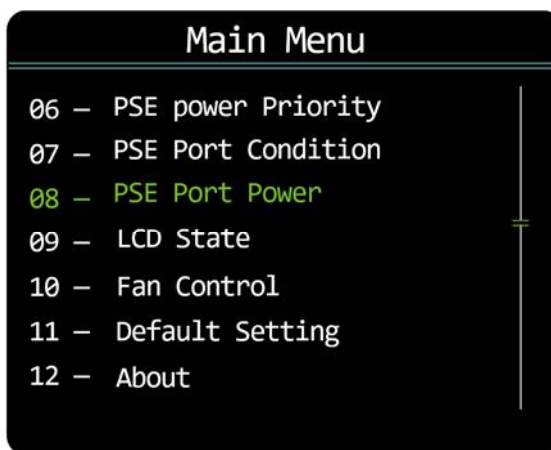 Main Menu
06 — PSE power Priority
07 — PSE Port Condition
08 — PSE Port Power
09 — LCD State
10 — Fan Control
11 — Default Setting
12 — About